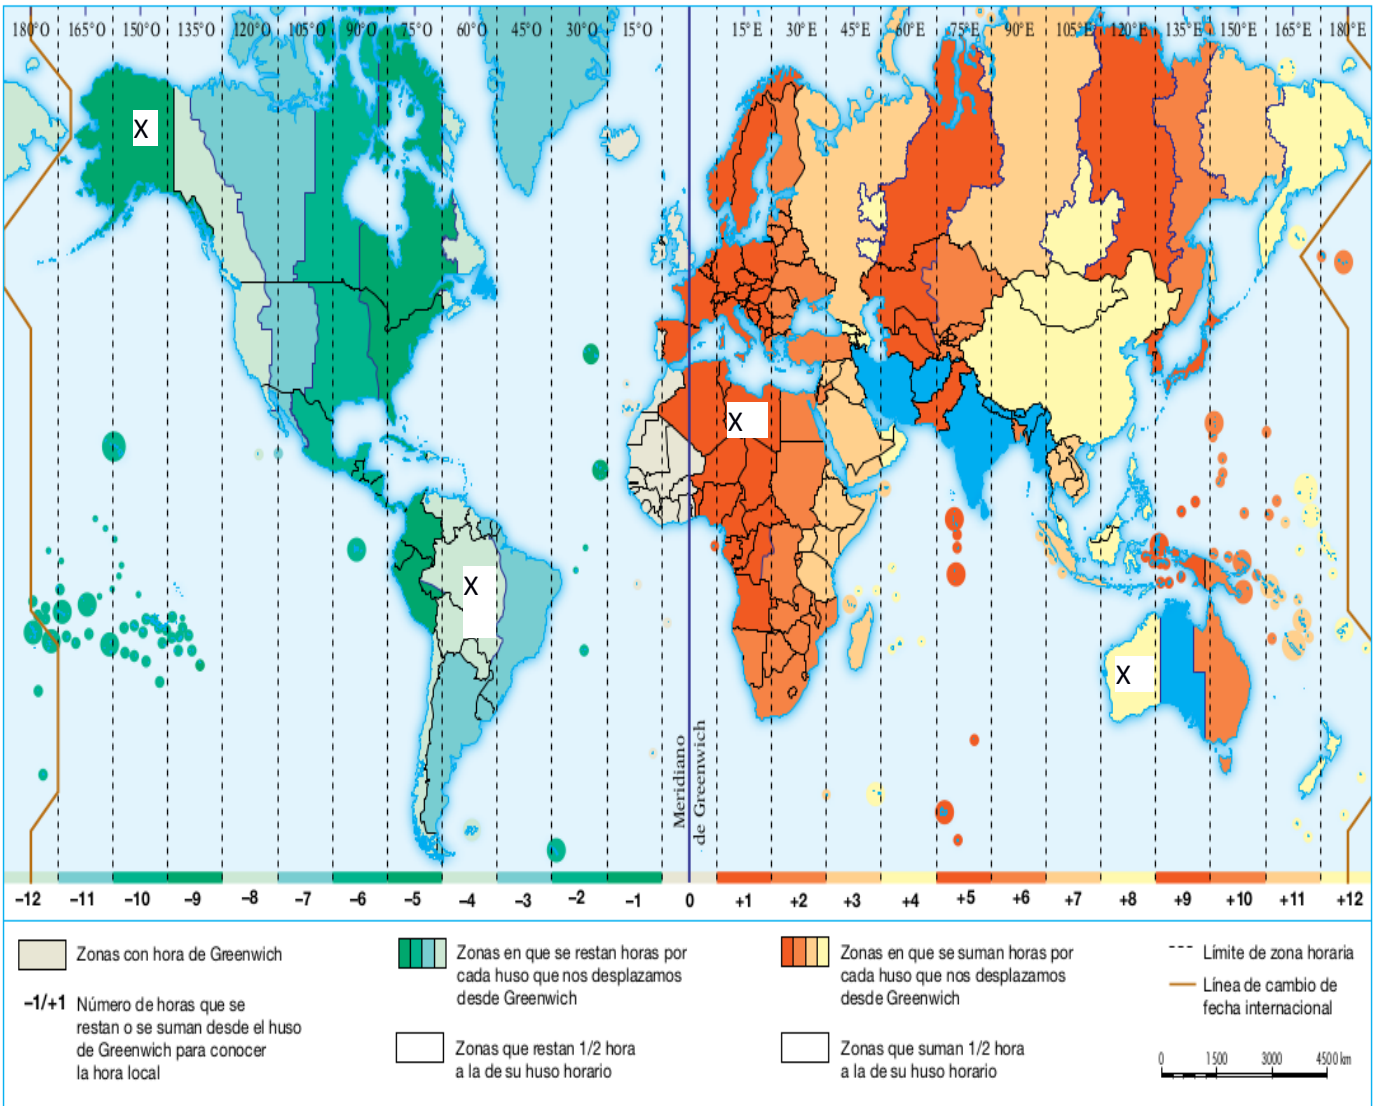 180°O 165°O 150°O 135°O 120°O 105°O 90°O 75°O 60°O 45°O 30°O 15°O 15°E 30°E 45°E 60°E 75°E 90°E 105°E 120°E 135°E 150°E 165°E 180°E
X
X
X
X
Meridiano
de Greenwich
–12 –11 –10 –9 –8 –7 –6 –5 –4 –3 –2 –1 0 +1 +2 +3 +4 +5 +6 +7 +8 +9 +10 +11 +12
Zonas con hora de Greenwich
–1/+1 Número de horas que se
restan o se suman desde el huso
de Greenwich para conocer
la hora local
Zonas en que se restan horas por
cada huso que nos desplazamos
desde Greenwich
Zonas que restan 1/2 hora
a la de su huso horario
Zonas en que se suman horas por
cada huso que nos desplazamos
desde Greenwich
Zonas que suman 1/2 hora
a la de su huso horario
Límite de zona horaria
Línea de cambio de
fecha internacional
0 1500 3000 4500 km